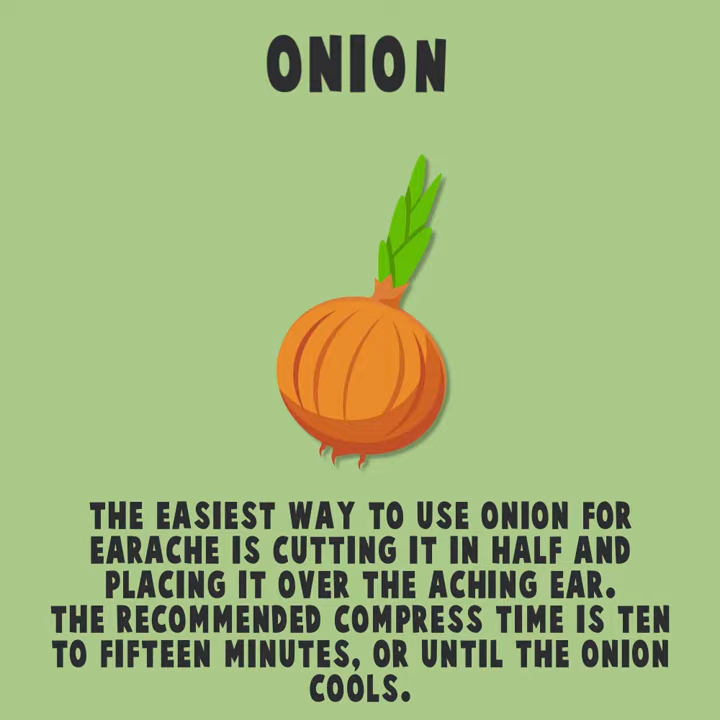 ONION
THE EASIEST WAY TO USE ONION FOR
EARACHE IS CUTTING IT IN HALF AND
PLACING IT OVER THE ACHING EAR.
THE RECOMMENDED COMPRESS TIME IS TEN
TO FIFTEEN MINUTES, OR UNTIL THE ONION
COOLS.